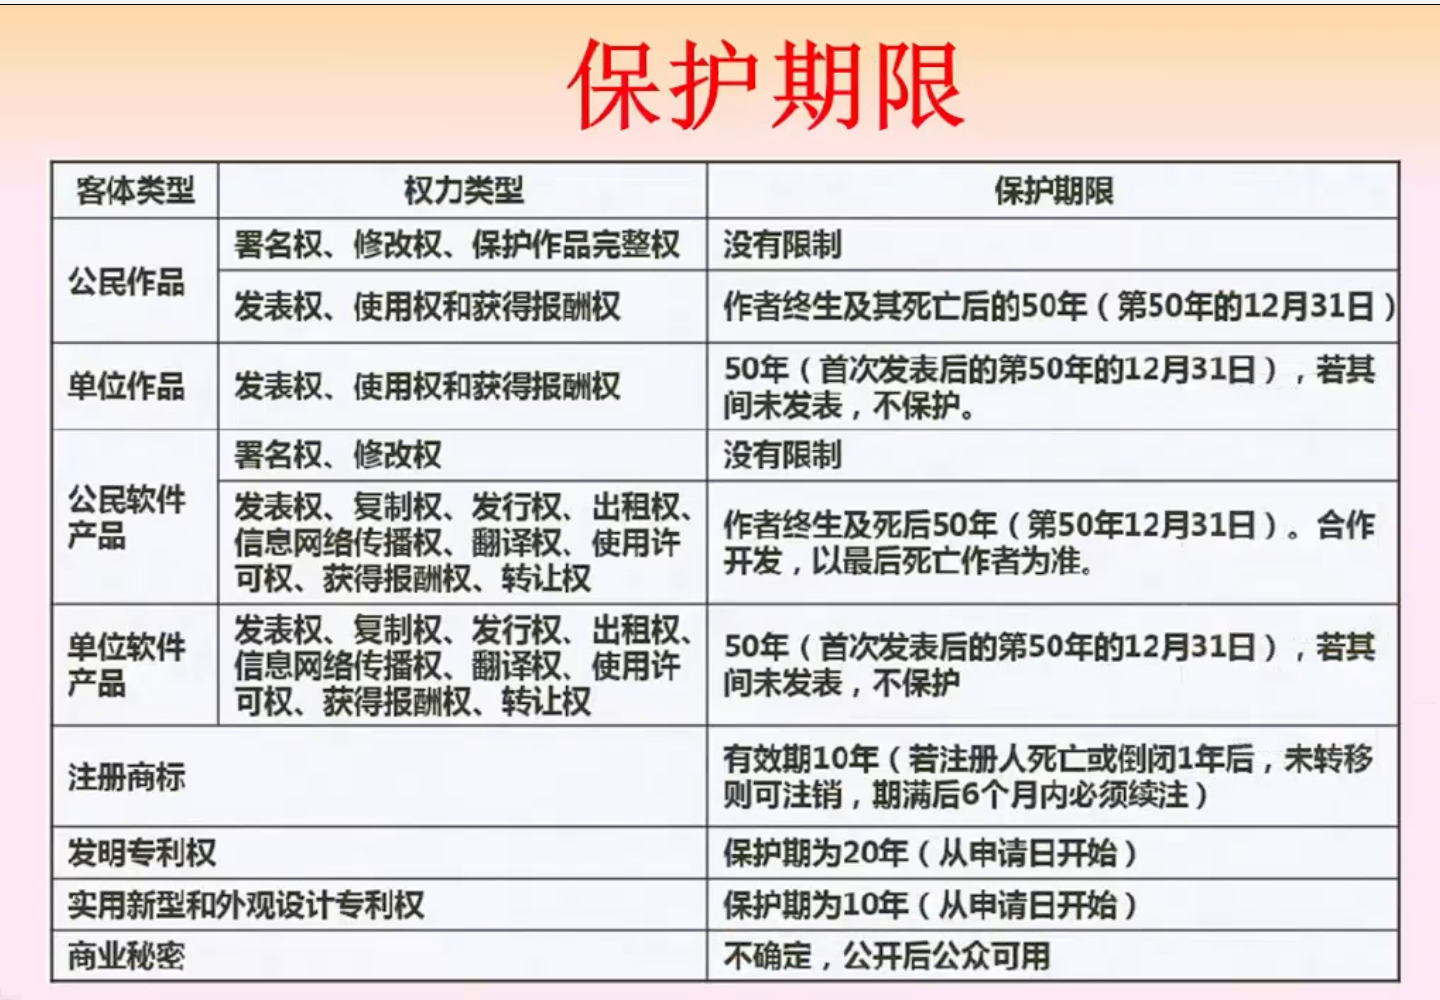 保护期限
客体类型 权力类型 保护期限
公民作品
署名权、修改权、保护作品完整权 没有限制
发表权、使用权和获得报酬权 作者终生及其死亡后的50年（第50年的12月31日）
单位作品 发表权、使用权和获得报酬权
50年（首次发表后的第50年的12月31日），若其
间未发表，不保护。
公民软件
产品
署名权、修改权 没有限制
发表权、复制权、发行权、出租权、
信息网络传播权、翻译权、使用许
可权、获得报酬权、转让权
作者终生及死后50年（第50年12月31日）。合作
开发，以最后死亡作者为准。
单位软件
产品
发表权、复制权、发行权、出租权、
信息网络传播权、翻译权、使用许
可权、获得报酬权、转让权
50年（首次发表后的第50年的12月31日），若其
间未发表，不保护
注册商标
有效期10年（若注册人死亡或倒闭1年后，未转移
则可注销，期满后6个月内必须续注）
发明专利权 保护期为20年（从申请日开始）
实用新型和外观设计专利权 保护期为10年（从申请日开始）
商业秘密 不确定，公开后公众可用